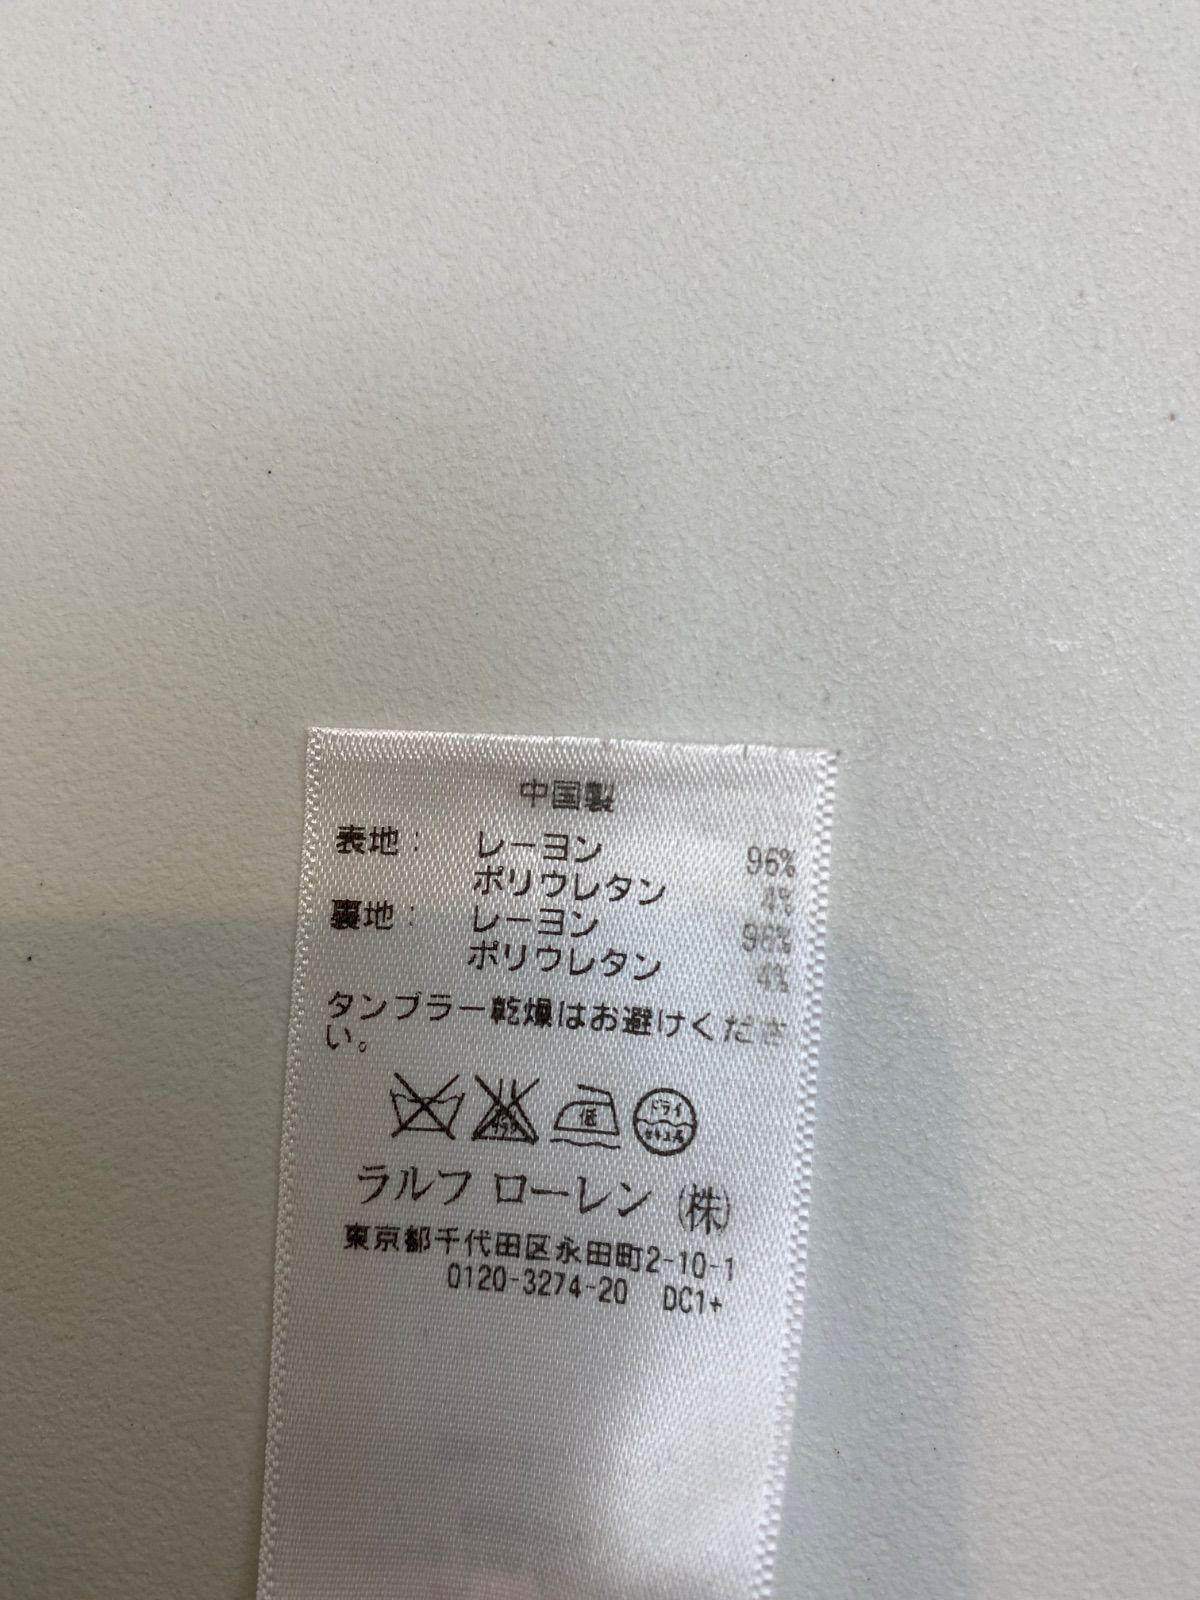 中国製
表地： レーヨン 96%
ポリウレタン 4%
裏地： レーヨン 96%
ポリウレタン 4%
タンブラー乾燥はお避けくださ
い。
低 ドライ
ラルフ ローレン (株)
東京都千代田区永田町2-10-1
0120-3274-20 DC1+